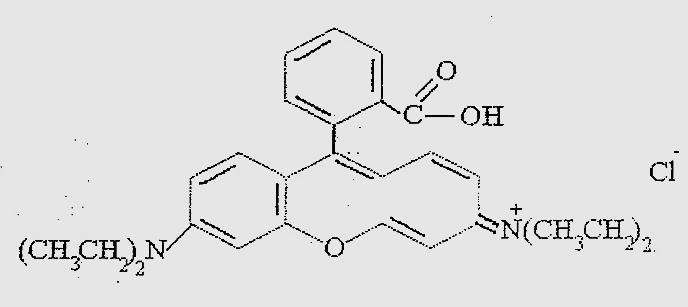 O
C—OH
Cl⁻
(CH₃CH₂)₂N
O
N⁺(CH₃CH₂)₂